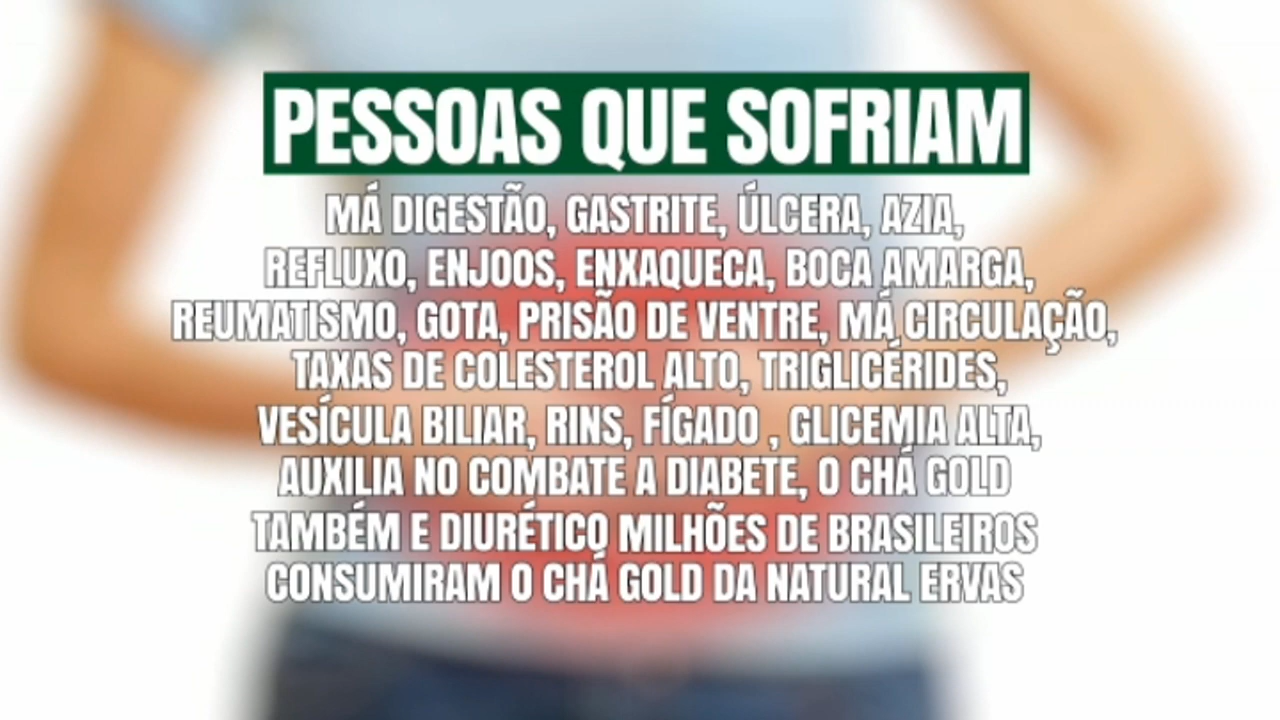 PESSOAS QUE SOFRIAM
MÁ DIGESTÃO, GASTRITE, ÚLCERA, AZIA,
REFLUXO, ENJOOS, ENXAQUECA, BOCA AMARGA,
REUMATISMO, GOTA, PRISÃO DE VENTRE, MÁ CIRCULAÇÃO,
TAXAS DE COLESTEROL ALTO, TRIGLICÉRIDES,
VESÍCULA BILIAR, RINS, FÍGADO , GLICEMIA ALTA,
AUXILIA NO COMBATE A DIABETE, O CHÁ GOLD
TAMBÉM E DIURÉTICO MILHÕES DE BRASILEIROS
CONSUMIRAM O CHÁ GOLD DA NATURAL ERVAS